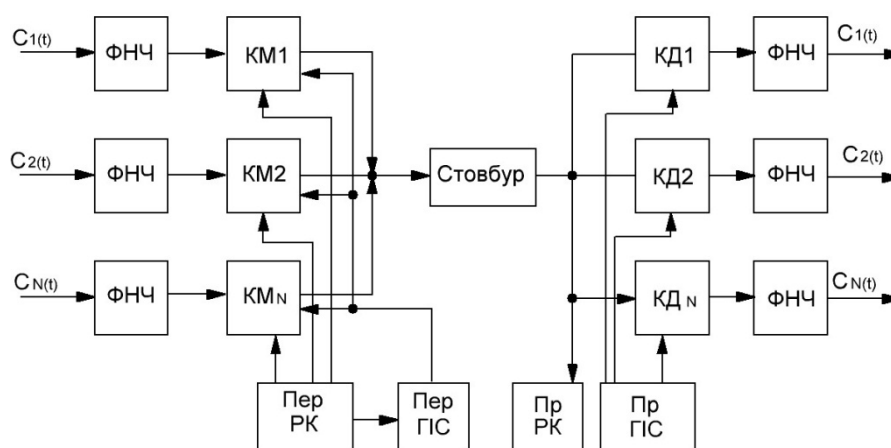 C1(t) ФНЧ КМ1 КД1 ФНЧ C1(t)
C2(t) ФНЧ КМ2 Стовбур КД2 ФНЧ C2(t)
CN(t) ФНЧ КМN КД N ФНЧ CN(t)
Пер РК
Пер ГІС
Пр РК
Пр ГІС